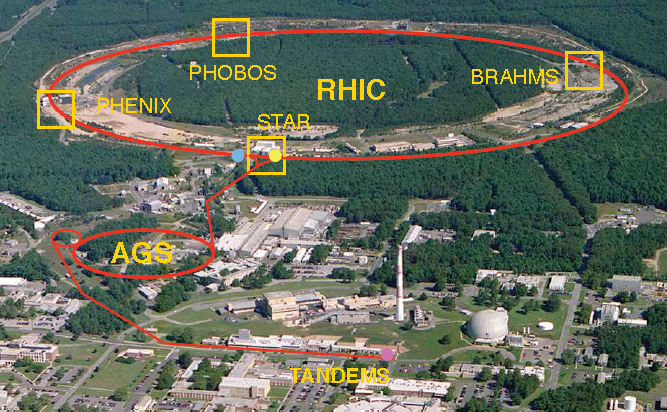 PHOBOS
BRAHMS
RHIC
PHENIX
STAR
AGS
TANDEMS